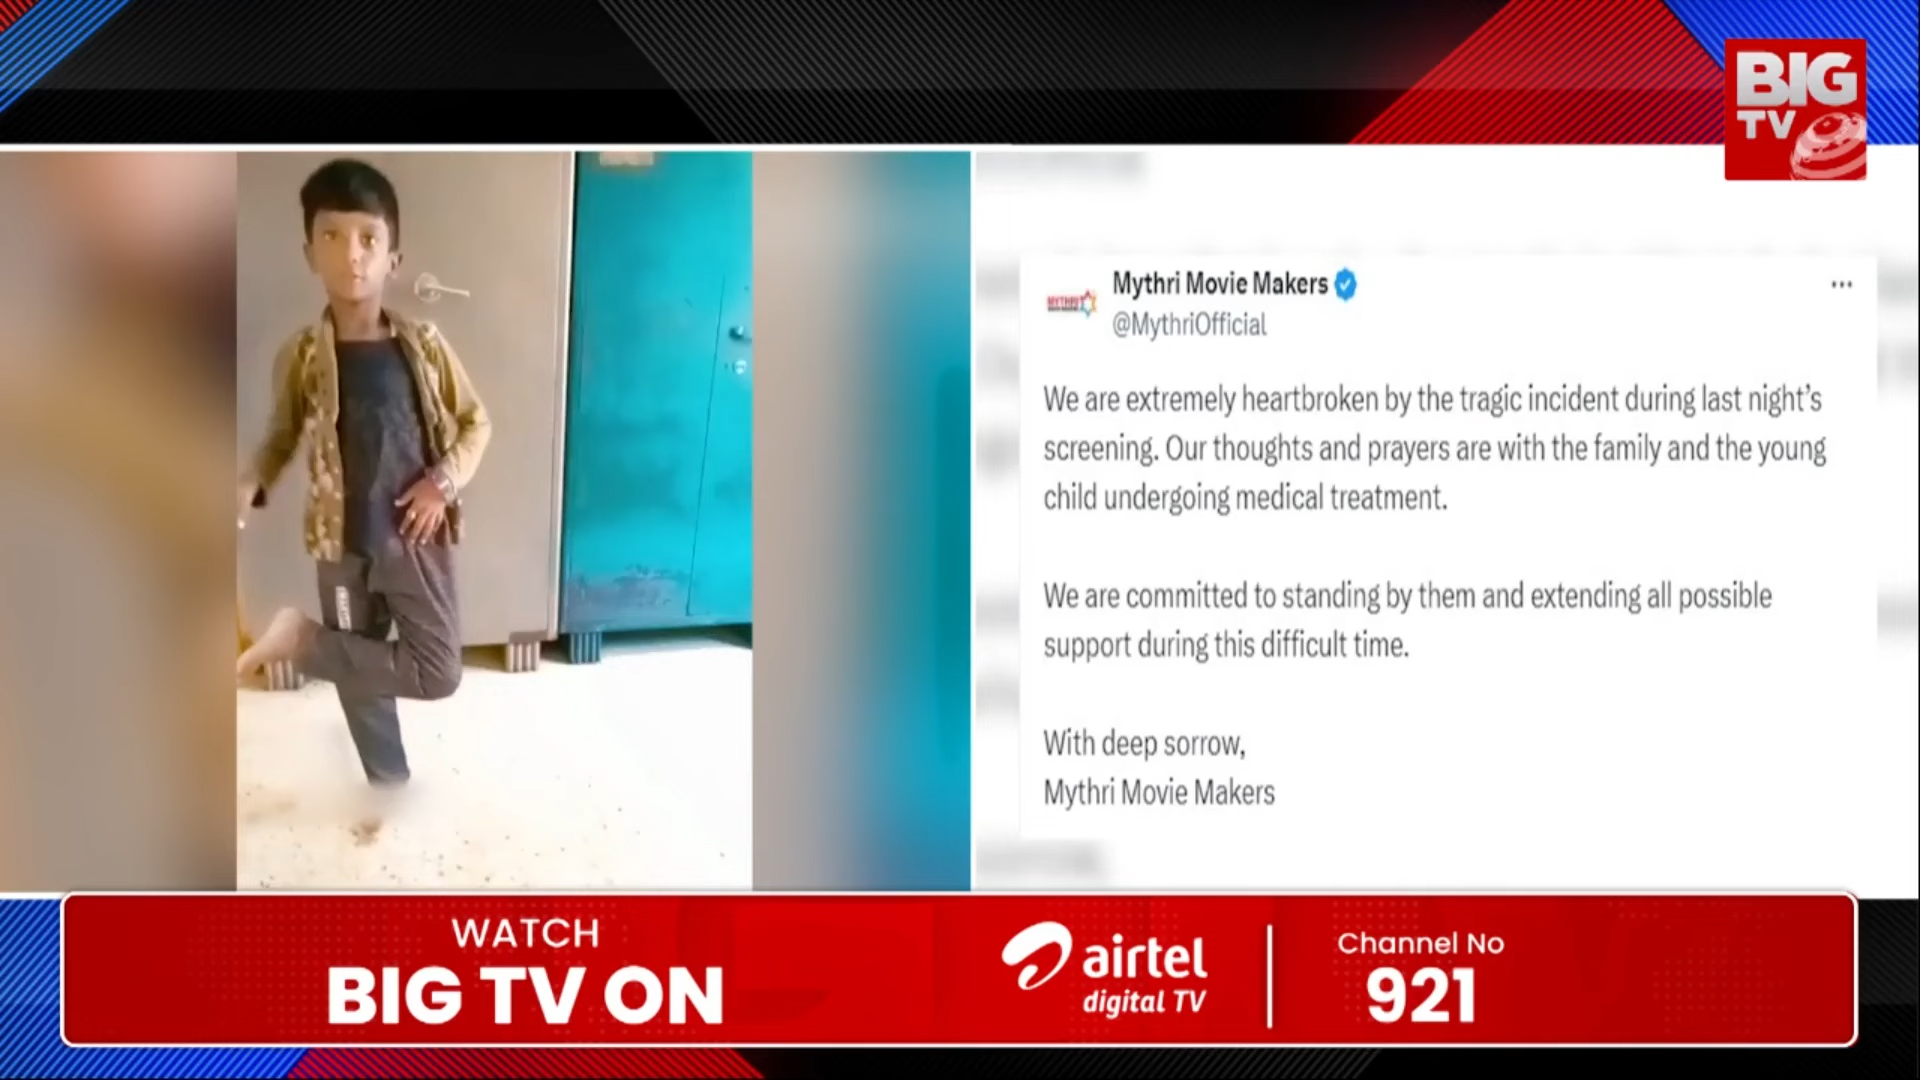 BIG
TV
MYTHRI
Mythri Movie Makers
@MythriOfficial
We are extremely heartbroken by the tragic incident during last night's
screening. Our thoughts and prayers are with the family and the young
child undergoing medical treatment.
We are committed to standing by them and extending all possible
support during this difficult time.
With deep sorrow,
Mythri Movie Makers
WATCH
BIG TV ON
airtel
digital TV
Channel No
921